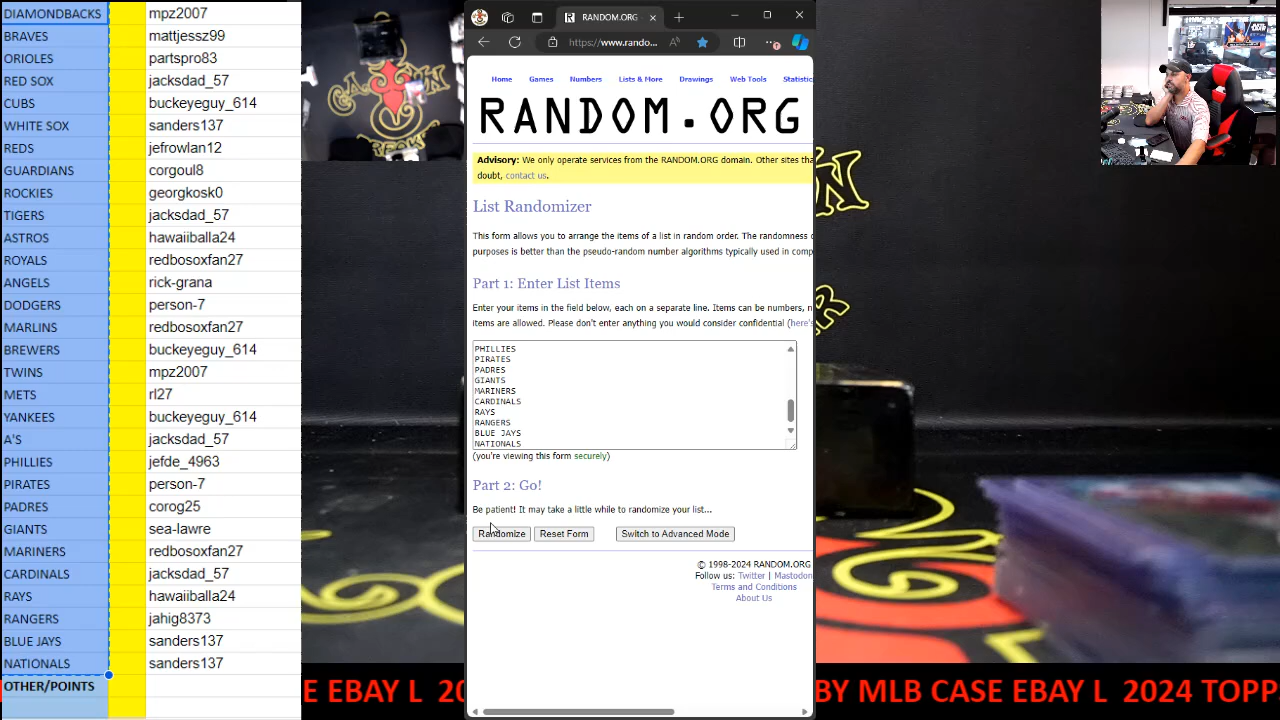 DIAMONDBACKS mpz2007
BRAVES mattjessz99
ORIOLES partspro83
RED SOX jacksdad_57
CUBS buckeyeguy_614
WHITE SOX sanders137
REDS jefrowlan12
GUARDIANS corgoul8
ROCKIES georgkosk0
TIGERS jacksdad_57
ASTROS hawaiiballa24
ROYALS redbosoxfan27
ANGELS rick-grana
DODGERS person-7
MARLINS redbosoxfan27
BREWERS buckeyeguy_614
TWINS mpz2007
METS rl27
YANKEES buckeyeguy_614
A'S jacksdad_57
PHILLIES jefde_4963
PIRATES person-7
PADRES corog25
GIANTS sea-lawre
MARINERS redbosoxfan27
CARDINALS jacksdad_57
RAYS hawaiiballa24
RANGERS jahig8373
BLUE JAYS sanders137
NATIONALS sanders137
OTHER/POINTS
RANDOM.ORG
https://www.rando...
Home Games Numbers Lists & More Drawings Web Tools Statistic
RANDOM.ORG
Advisory: We only operate services from the RANDOM.ORG domain. Other sites tha
doubt, contact us.
List Randomizer
This form allows you to arrange the items of a list in random order. The randomness c
purposes is better than the pseudo-random number algorithms typically used in comp
Part 1: Enter List Items
Enter your items in the field below, each on a separate line. Items can be numbers, n
items are allowed. Please don't enter anything you would consider confidential (here's
PHILLIES
PIRATES
PADRES
GIANTS
MARINERS
CARDINALS
RAYS
RANGERS
BLUE JAYS
NATIONALS
(you're viewing this form securely)
Part 2: Go!
Be patient! It may take a little while to randomize your list...
Randomize Reset Form Switch to Advanced Mode
© 1998-2024 RANDOM.ORG
Follow us: Twitter | Mastodon
Terms and Conditions
About Us
E EBAY L 20 BY MLB CASE EBAY L 2024 TOPP